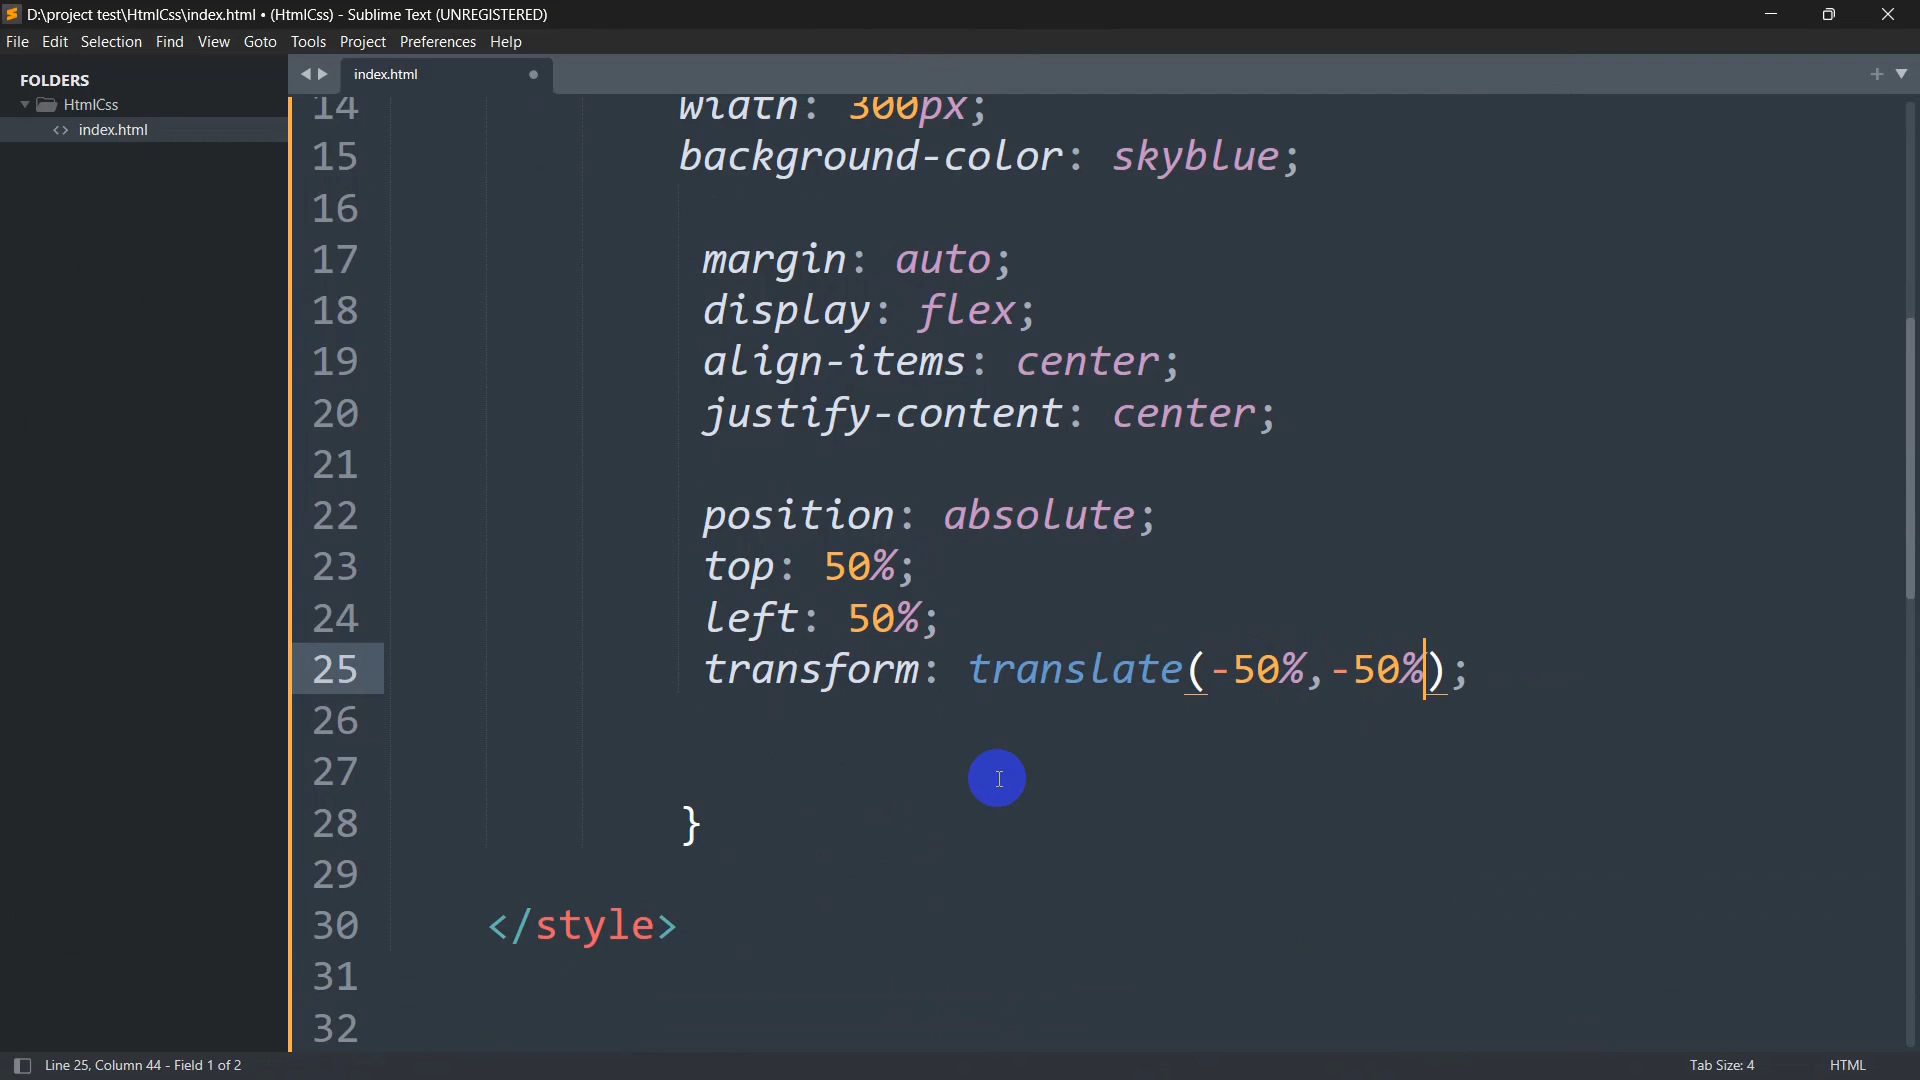 D:\project test\HtmlCss\index.html • (HtmlCss) - Sublime Text (UNREGISTERED)
File Edit Selection Find View Goto Tools Project Preferences Help
FOLDERS
HtmlCss
<> index.html
index.html
14 width: 300px;
15 background-color: skyblue;
16
17 margin: auto;
18 display: flex;
19 align-items: center;
20 justify-content: center;
21
22 position: absolute;
23 top: 50%;
24 left: 50%;
25 transform: translate(-50%,-50%);
26
27
28 }
29
30 </style>
31
32
Line 25, Column 44 - Field 1 of 2
Tab Size: 4
HTML